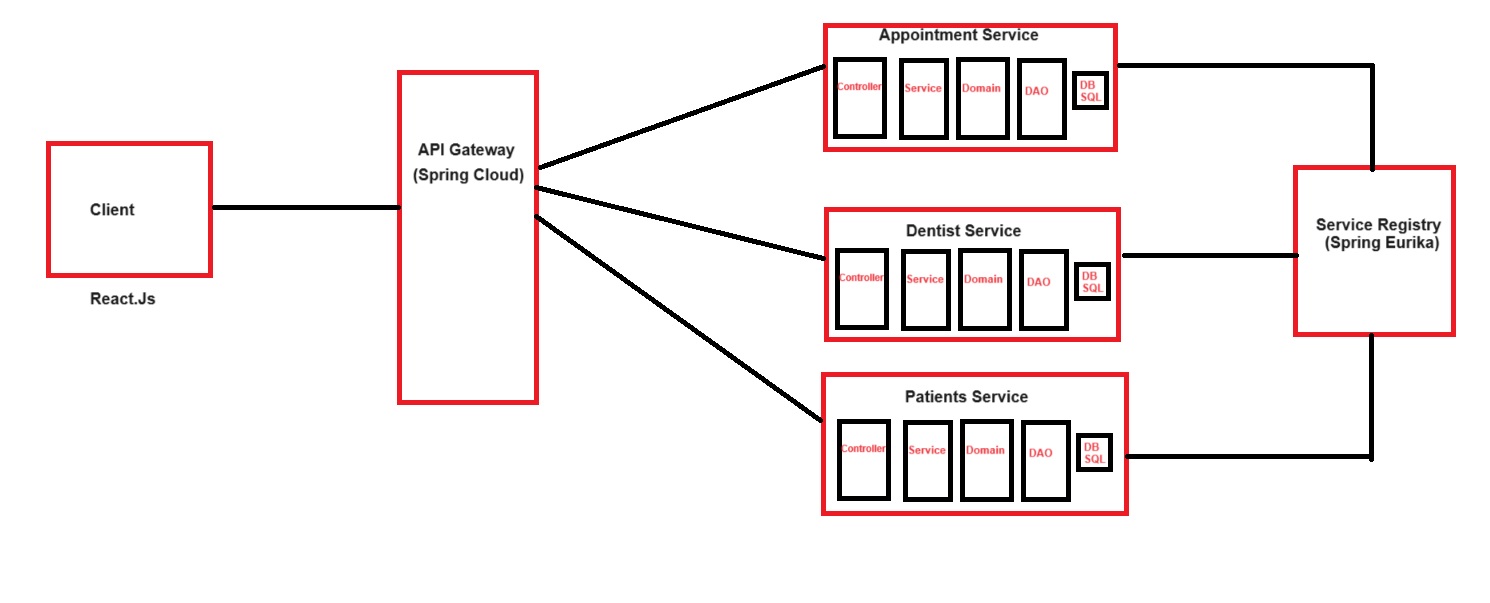 Client
React.Js
API Gateway
(Spring Cloud)
Appointment Service
Controller
Service
Domain
DAO
DB
SQL
Dentist Service
Controller
Service
Domain
DAO
DB
SQL
Patients Service
Controller
Service
Domain
DAO
DB
SQL
Service Registry
(Spring Eurika)